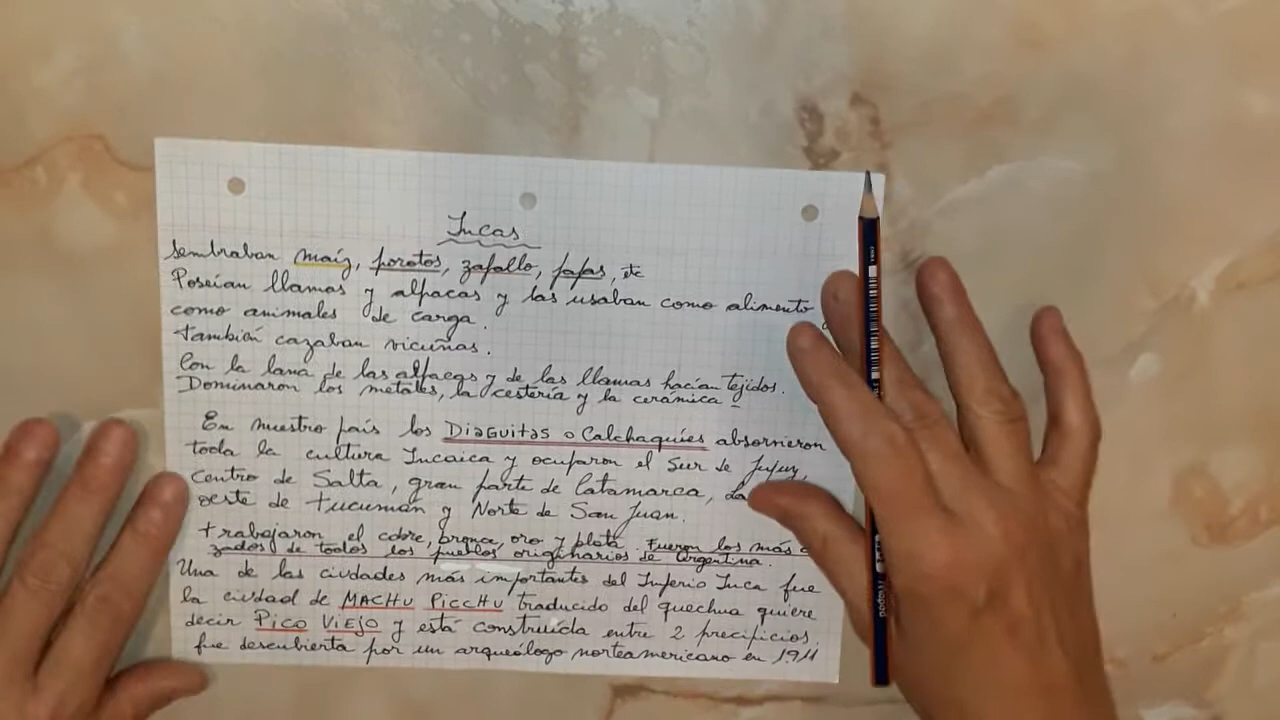 Incas
Sembraban maíz, porotos, zapallo, papas, etc
Poseían llamas y alpacas y las usaban como alimento
como animales de carga.
También cazaban vicuñas.
Con la lana de las alpacas y de las llamas hacían tejidos.
Dominaron los metales, la cestería y la cerámica -
En nuestro país los DIAGUITAS o Calchaquíes absorvieron
toda la cultura Incaica y ocuparon el Sur de Jujuy,
Centro de Salta, gran parte de Catamarca,
oeste de Tucumán y Norte de San Juan.
Trabajaron el cobre, bronce, oro y plata. Fueron los más
zados de todos los pueblos originarios de Argentina.
Una de las ciudades más importantes del Imperio Inca fue
la ciudad de MACHU PICCHU traducido del quechua quiere
decir PICO VIEJO y está construída entre 2 precipicios,
fue descubierta por un arqueólogo norteamericano en 1911